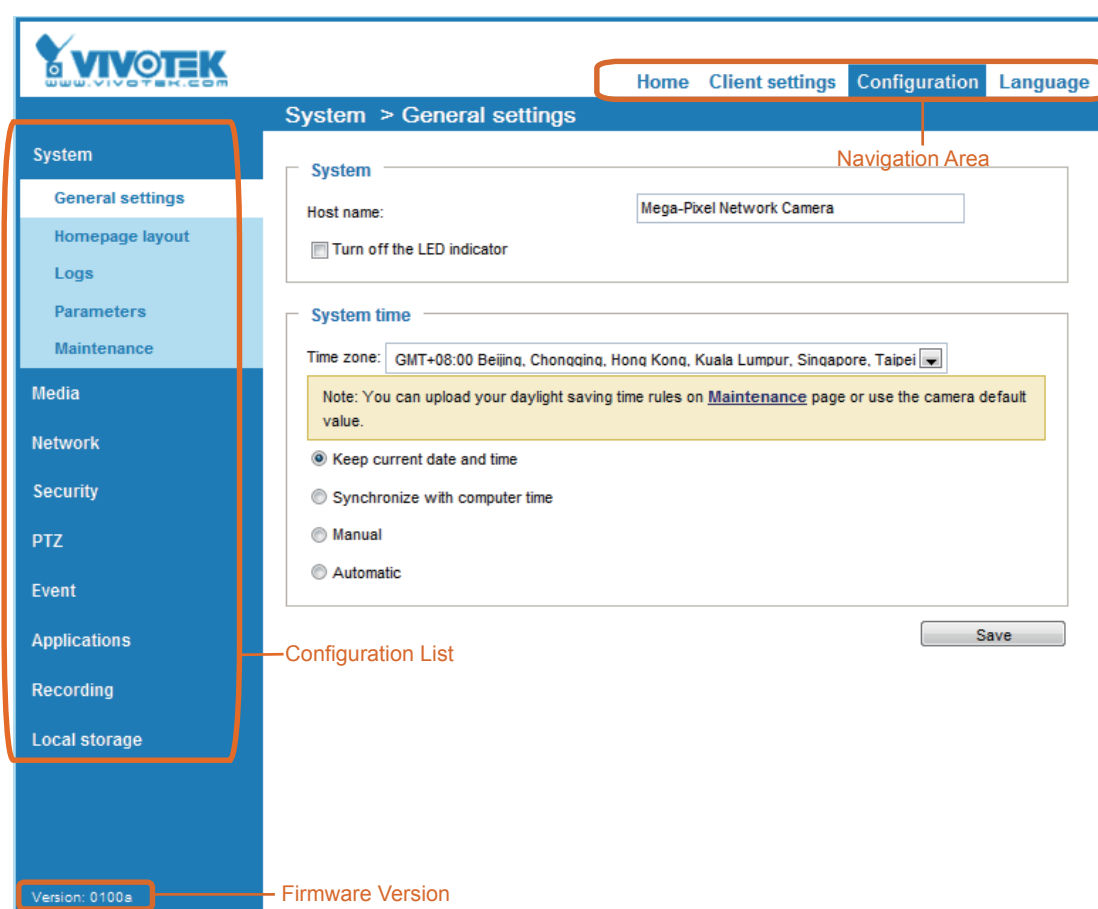 VIVOTEK
www.vivotek.com
Home Client settings Configuration Language
System > General settings
Navigation Area
System
General settings
Homepage layout
Logs
Parameters
Maintenance
Media
Network
Security
PTZ
Event
Applications
Recording
Local storage
Version: 0100a
System
Host name: Mega-Pixel Network Camera
Turn off the LED indicator
System time
Time zone: GMT+08:00 Beijing, Chongqing, Hong Kong, Kuala Lumpur, Singapore, Taipei
Note: You can upload your daylight saving time rules on Maintenance page or use the camera default
value.
Keep current date and time
Synchronize with computer time
Manual
Automatic
Save
Configuration List
Firmware Version